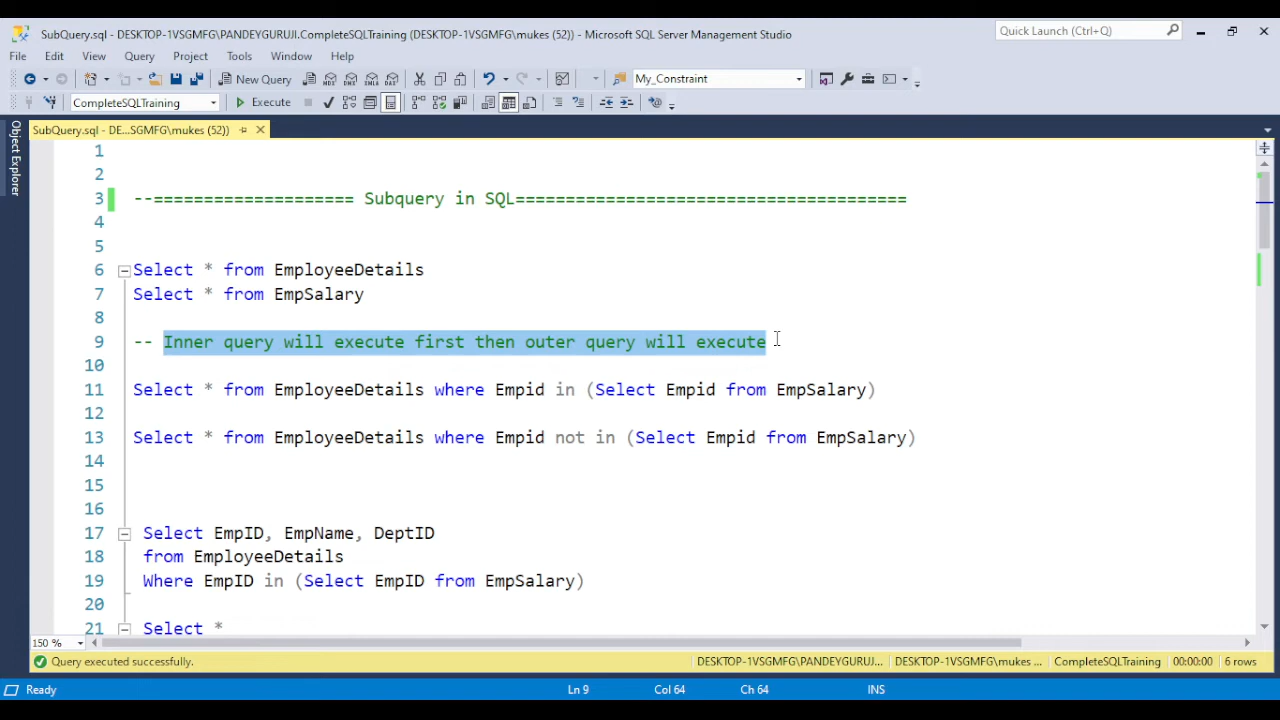 SubQuery.sql - DESKTOP-1VSGMFG\PANDEYGURUJI.CompleteSQLTraining (DESKTOP-1VSGMFG\mukes (52)) - Microsoft SQL Server Management Studio
Quick Launch (Ctrl+Q)
File Edit View Query Project Tools Window Help
New Query
MDX
DMX
XMLA
DAX
My_Constraint
CompleteSQLTraining
Execute
SubQuery.sql - DE...SGMFG\mukes (52))
Object Explorer
1
2
3 --==================== Subquery in SQL=======================================
4
5
6 Select * from EmployeeDetails
7 Select * from EmpSalary
8
9 -- Inner query will execute first then outer query will execute
10
11 Select * from EmployeeDetails where Empid in (Select Empid from EmpSalary)
12
13 Select * from EmployeeDetails where Empid not in (Select Empid from EmpSalary)
14
15
16
17 Select EmpID, EmpName, DeptID
18 from EmployeeDetails
19 Where EmpID in (Select EmpID from EmpSalary)
20
21 Select *
150 %
Query executed successfully.
DESKTOP-1VSGMFG\PANDEYGURUJ... DESKTOP-1VSGMFG\mukes ... CompleteSQLTraining 00:00:00 6 rows
Ready Ln 9 Col 64 Ch 64 INS